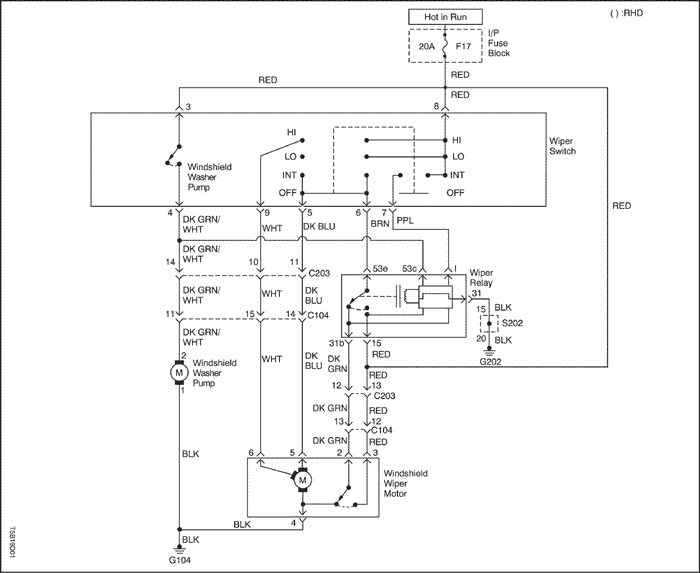 Hot in Run
( ) :RHD
20A F17
I/P
Fuse
Block
RED
RED
RED
3
8
HI
HI
LO
LO
INT
INT
OFF
OFF
Windshield
Washer
Pump
Wiper
Switch
4
9
5
6
7
RED
DK GRN/
WHT
WHT
DK BLU
BRN
PPL
DK GRN/
WHT
14
10
11
C203
53e
53c
I
Wiper
Relay
DK GRN/
WHT
WHT
DK
BLU
31
15
BLK
S202
11
15
14
C104
20
BLK
G202
DK GRN/
WHT
31b
15
2
Windshield
Washer
Pump
M
1
WHT
DK
BLU
DK
GRN
RED
RED
12
13
C203
DK GRN
RED
13
12
C104
DK GRN
RED
BLK
6
5
2
3
M
Windshield
Wiper
Motor
4
BLK
BLK
G104
T5B19D01